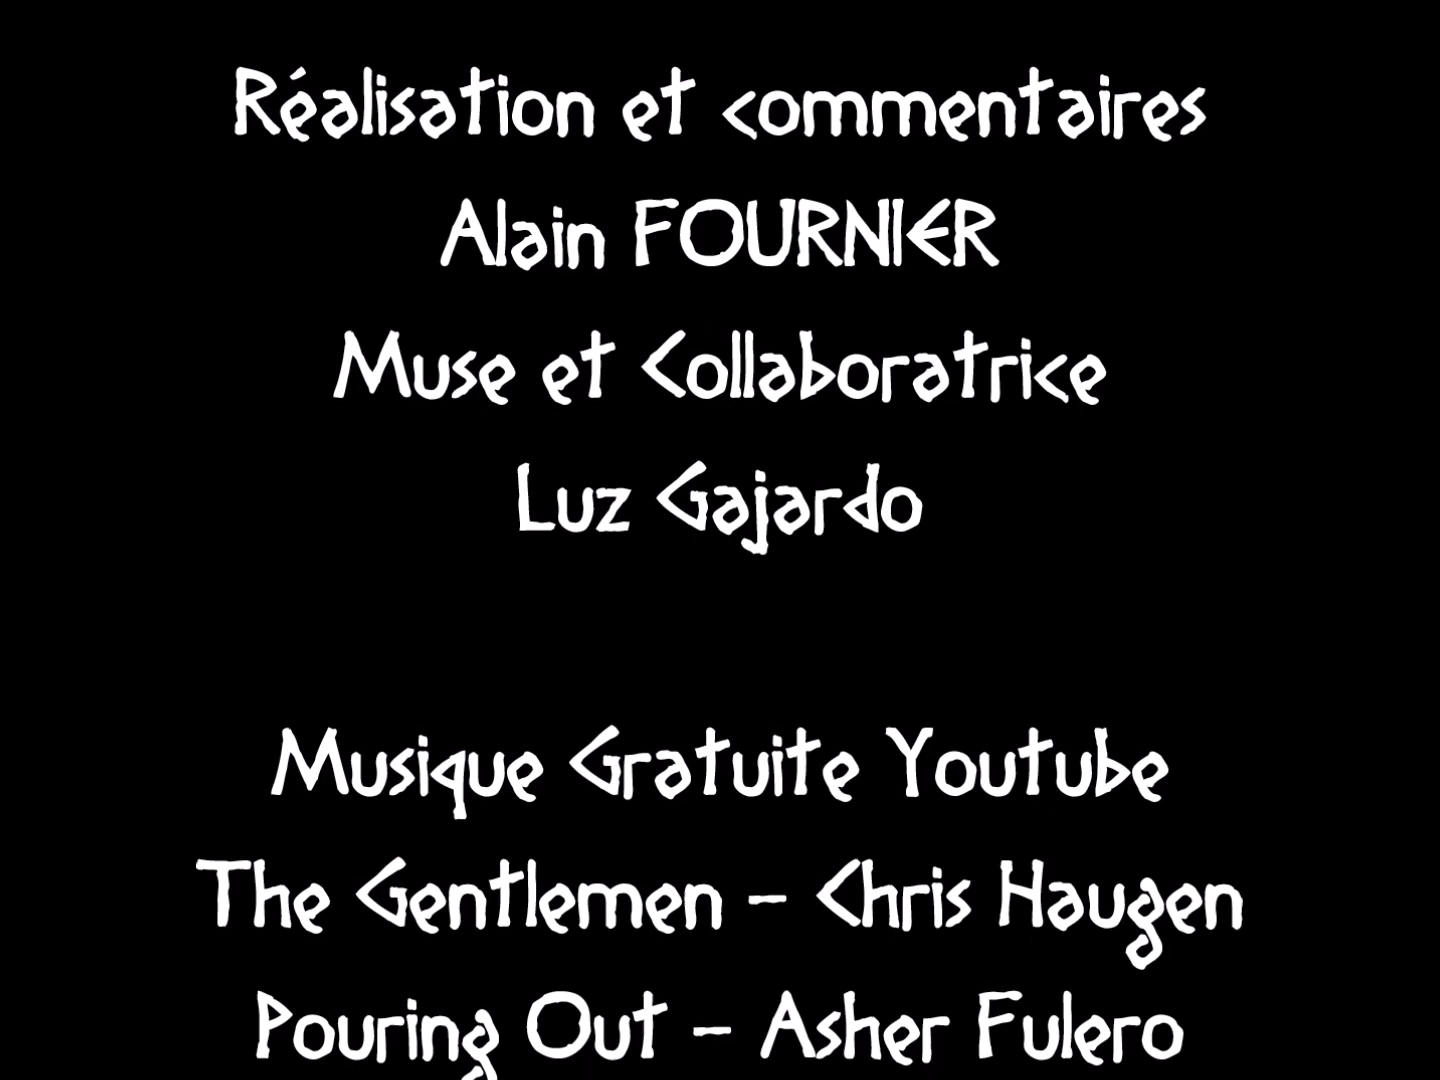 Réalisation et commentaires
Alain FOURNIER
Muse et Collaboratrice
Luz Gajardo
Musique Gratuite Youtube
The Gentlemen - Chris Haugen
Pouring Out - Asher Fulero